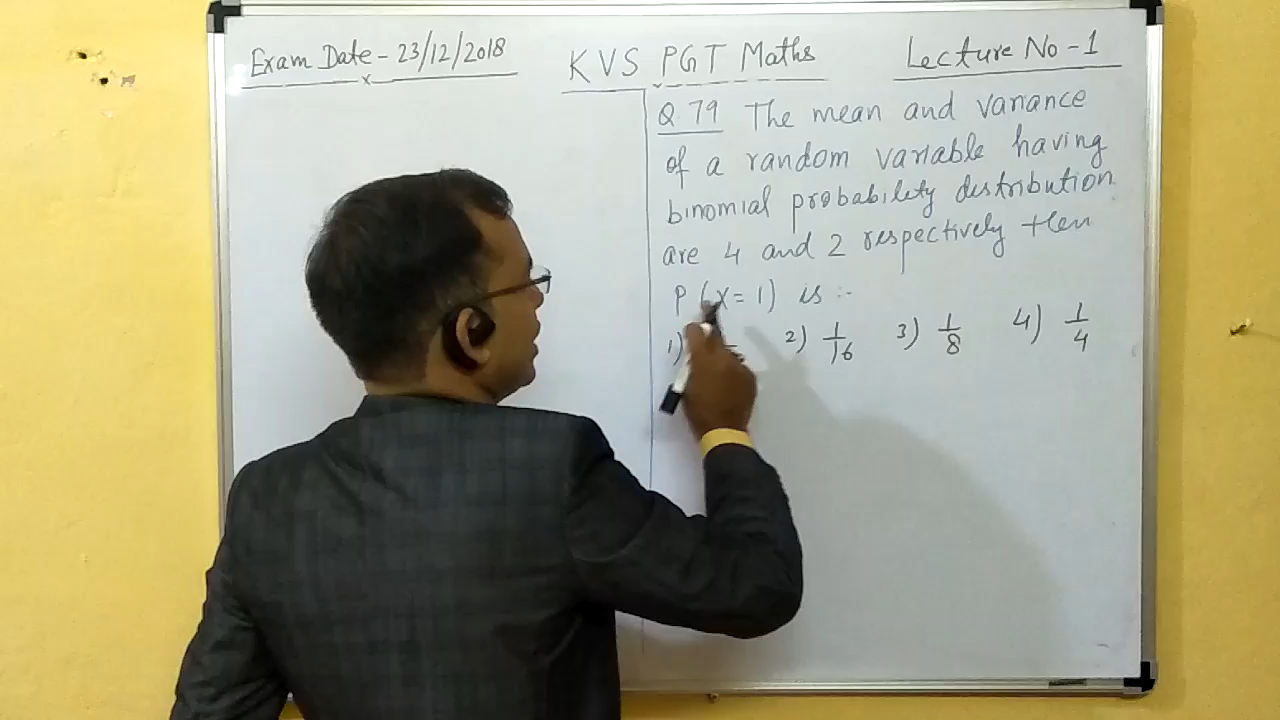 Exam Date - 23/12/2018
KVS PGT Maths
Lecture No - 1
Q.79 The mean and variance
of a random variable having
binomial probability distribution
are 4 and 2 respectively then
P(X = 1) is :-
1) 2) 1/16 3) 1/8 4) 1/4